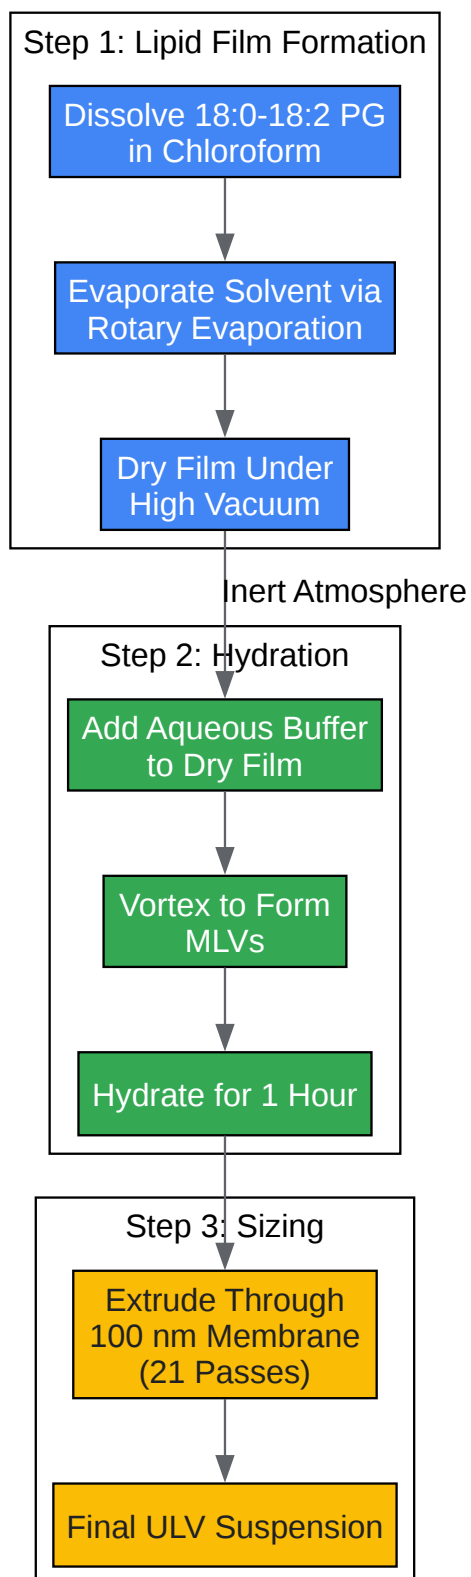 Step 1: Lipid Film Formation
Dissolve 18:0-18:2 PG
in Chloroform
Evaporate Solvent via
Rotary Evaporation
Dry Film Under
High Vacuum
Inert Atmosphere
Step 2: Hydration
Add Aqueous Buffer
to Dry Film
Vortex to Form
MLVs
Hydrate for 1 Hour
Step 3: Sizing
Extrude Through
100 nm Membrane
(21 Passes)
Final ULV Suspension